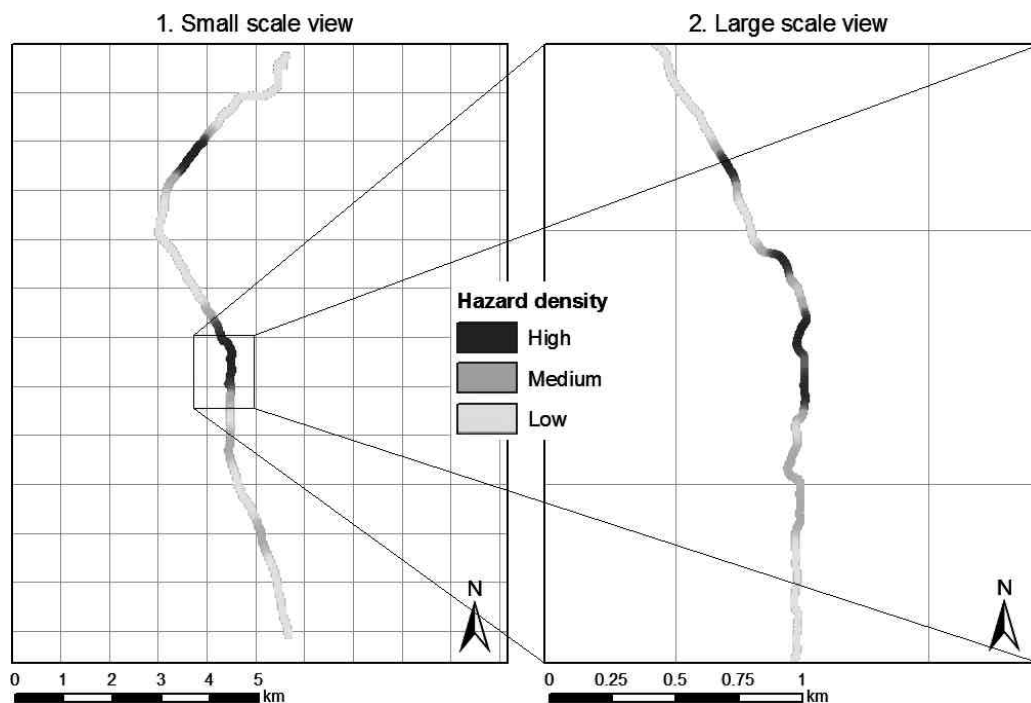 1. Small scale view
2. Large scale view
Hazard density
High
Medium
Low
N
N
0 1 2 3 4 5
km
0 0.25 0.5 0.75 1
km